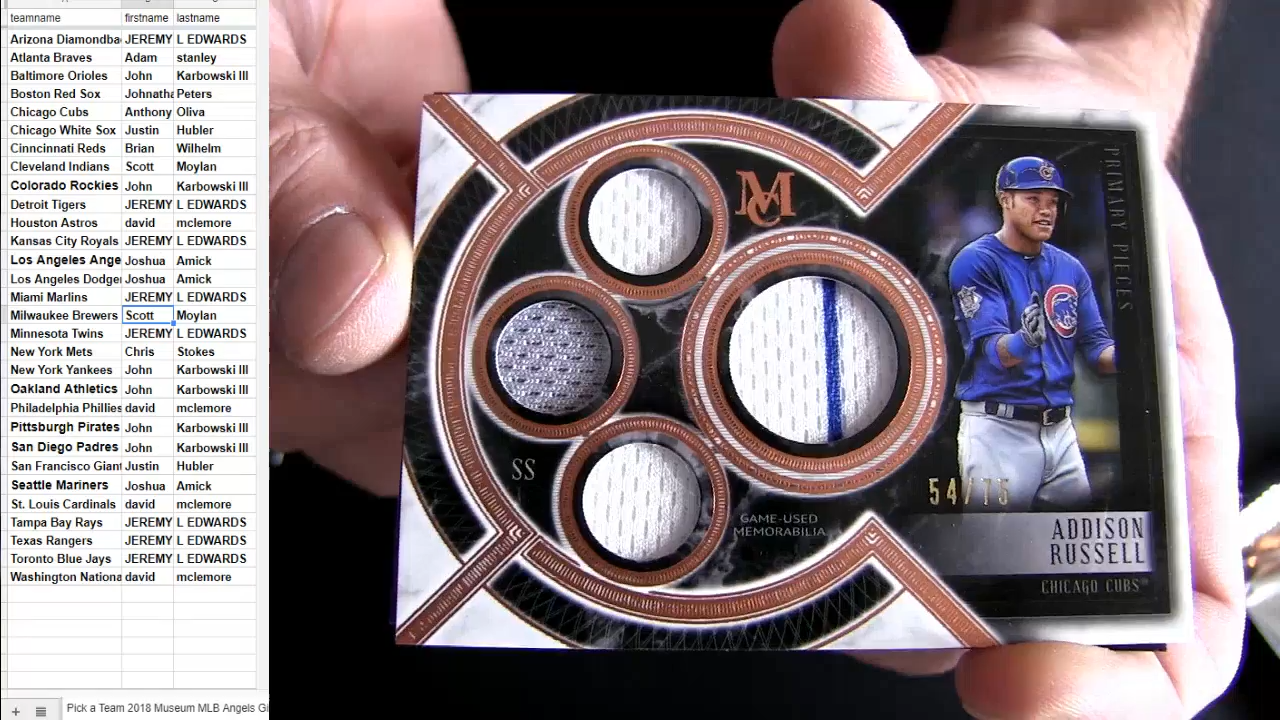 teamname firstname lastname
Arizona Diamondba JEREMY L EDWARDS
Atlanta Braves Adam stanley
Baltimore Orioles John Karbowski III
Boston Red Sox Johnatha Peters
Chicago Cubs Anthony Oliva
Chicago White Sox Justin Hubler
Cinncinati Reds Brian Wilhelm
Cleveland Indians Scott Moylan
Colorado Rockies John Karbowski III
Detroit Tigers JEREMY L EDWARDS
Houston Astros david mclemore
Kansas City Royals JEREMY L EDWARDS
Los Angeles Ange Joshua Amick
Los Angeles Dodger Joshua Amick
Miami Marlins JEREMY L EDWARDS
Milwaukee Brewers Scott Moylan
Minnesota Twins JEREMY L EDWARDS
New York Mets Chris Stokes
New York Yankees John Karbowski III
Oakland Athletics John Karbowski III
Philadelphia Phillies david mclemore
Pittsburgh Pirates John Karbowski III
San Diego Padres John Karbowski III
San Francisco Giant Justin Hubler
Seattle Mariners Joshua Amick
St. Louis Cardinals david mclemore
Tampa Bay Rays JEREMY L EDWARDS
Texas Rangers JEREMY L EDWARDS
Toronto Blue Jays JEREMY L EDWARDS
Washington Nationa david mclemore
Pick a Team 2018 Museum MLB Angels Gi
MC
PRIMARY PIECES
SS
GAME-USED
MEMORABILIA
54/75
ADDISON
RUSSELL
CHICAGO CUBS